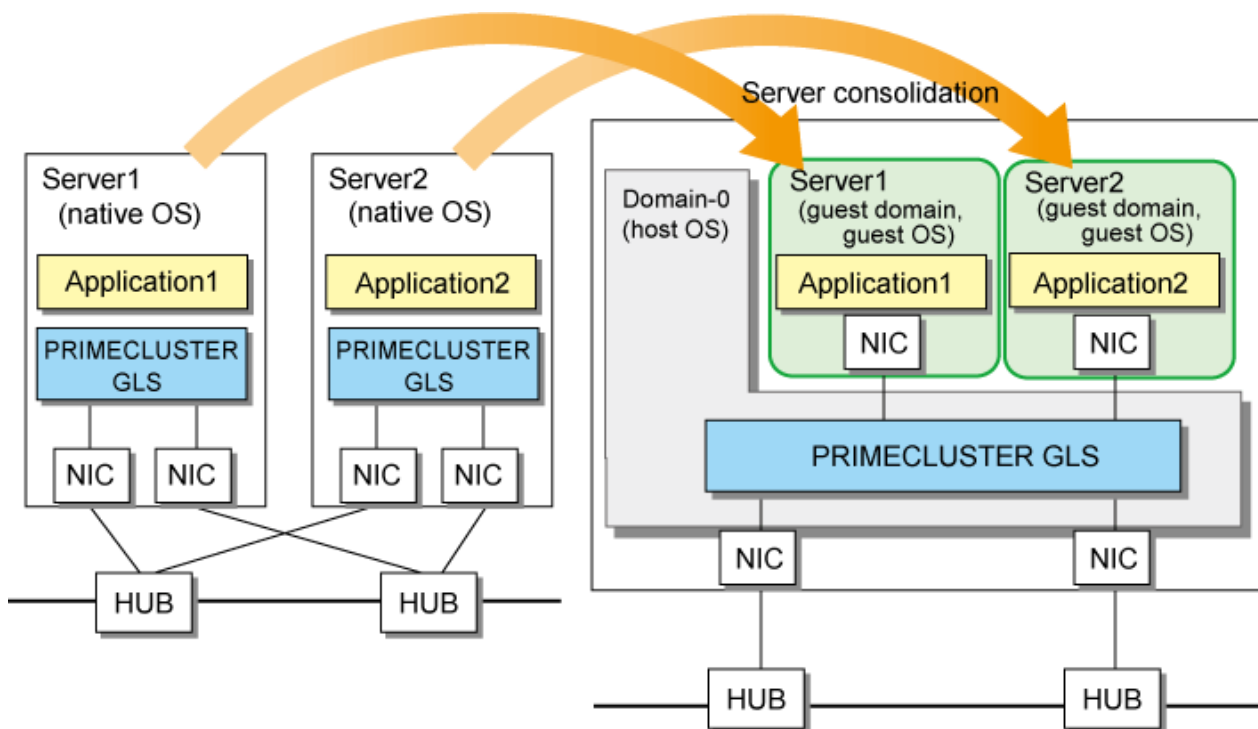 Server consolidation
Server1
(native OS)
Application1
PRIMECLUSTER
GLS
NIC
NIC
Server2
(native OS)
Application2
PRIMECLUSTER
GLS
NIC
NIC
HUB
HUB
Domain-0
(host OS)
Server1
(guest domain,
guest OS)
Application1
NIC
Server2
(guest domain,
guest OS)
Application2
NIC
PRIMECLUSTER GLS
NIC
NIC
HUB
HUB